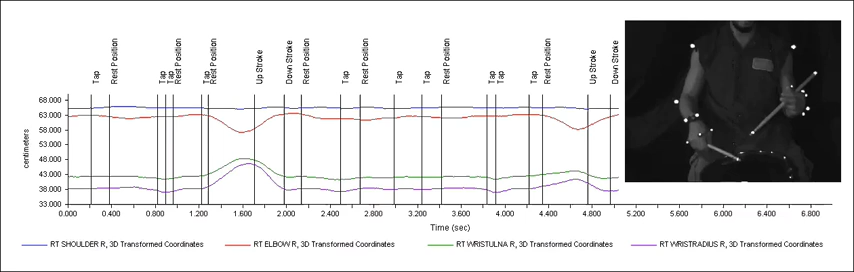 Tap
Rest Position
Tap
Tap
Rest Position
Tap
Rest Position
Up Stroke
Down Stroke
Rest Position
Tap
Rest Position
Tap
Tap
Rest Position
Tap
Tap
Tap
Rest Position
Up Stroke
Down Stroke
68.000
63.000
58.000
53.000
48.000
43.000
38.000
33.000
centimeters
0.000 0.400 0.800 1.200 1.600 2.000 2.400 2.800 3.200 3.600 4.000 4.400 4.800 5.200 5.600 6.000 6.400 6.800
Time (sec)
RT SHOULDER R, 3D Transformed Coordinates RT ELBOW R, 3D Transformed Coordinates RT WRISTULNA R, 3D Transformed Coordinates RT WRISTRADIUS R, 3D Transformed Coordinates